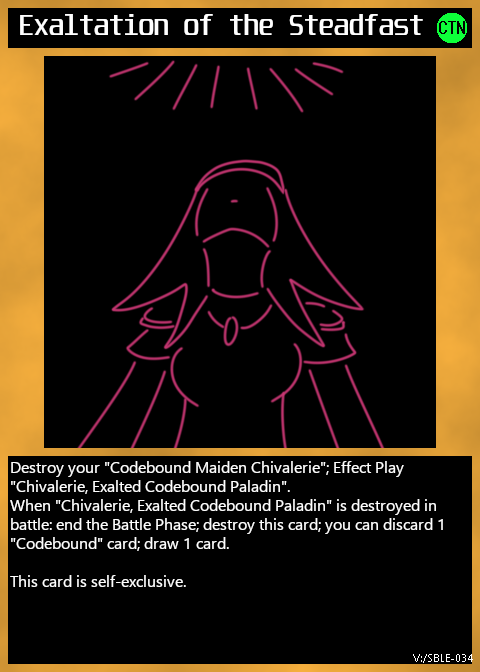 Exaltation of the Steadfast CTN
Destroy your "Codebound Maiden Chivalerie"; Effect Play
"Chivalerie, Exalted Codebound Paladin".
When "Chivalerie, Exalted Codebound Paladin" is destroyed in
battle: end the Battle Phase; destroy this card; you can discard 1
"Codebound" card; draw 1 card.
This card is self-exclusive.
V:/SBLE-034